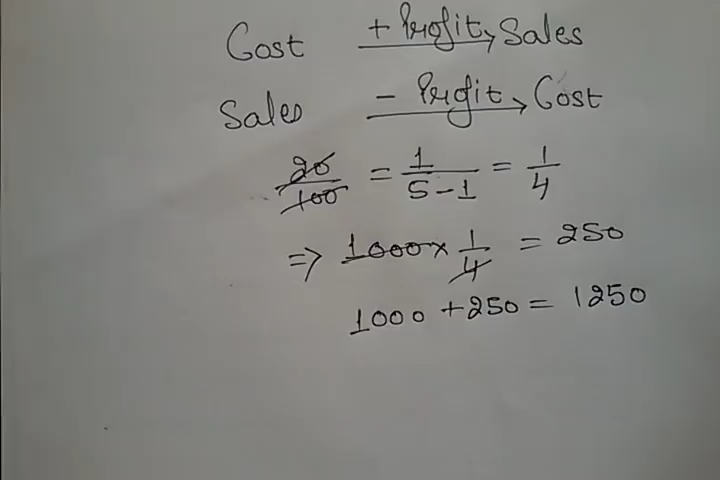 Cost + Profit → Sales
Sales - Profit → Cost
20/100 = 1/5-1 = 1/4
⇒ 1000 × 1/4 = 250
1000 + 250 = 1250